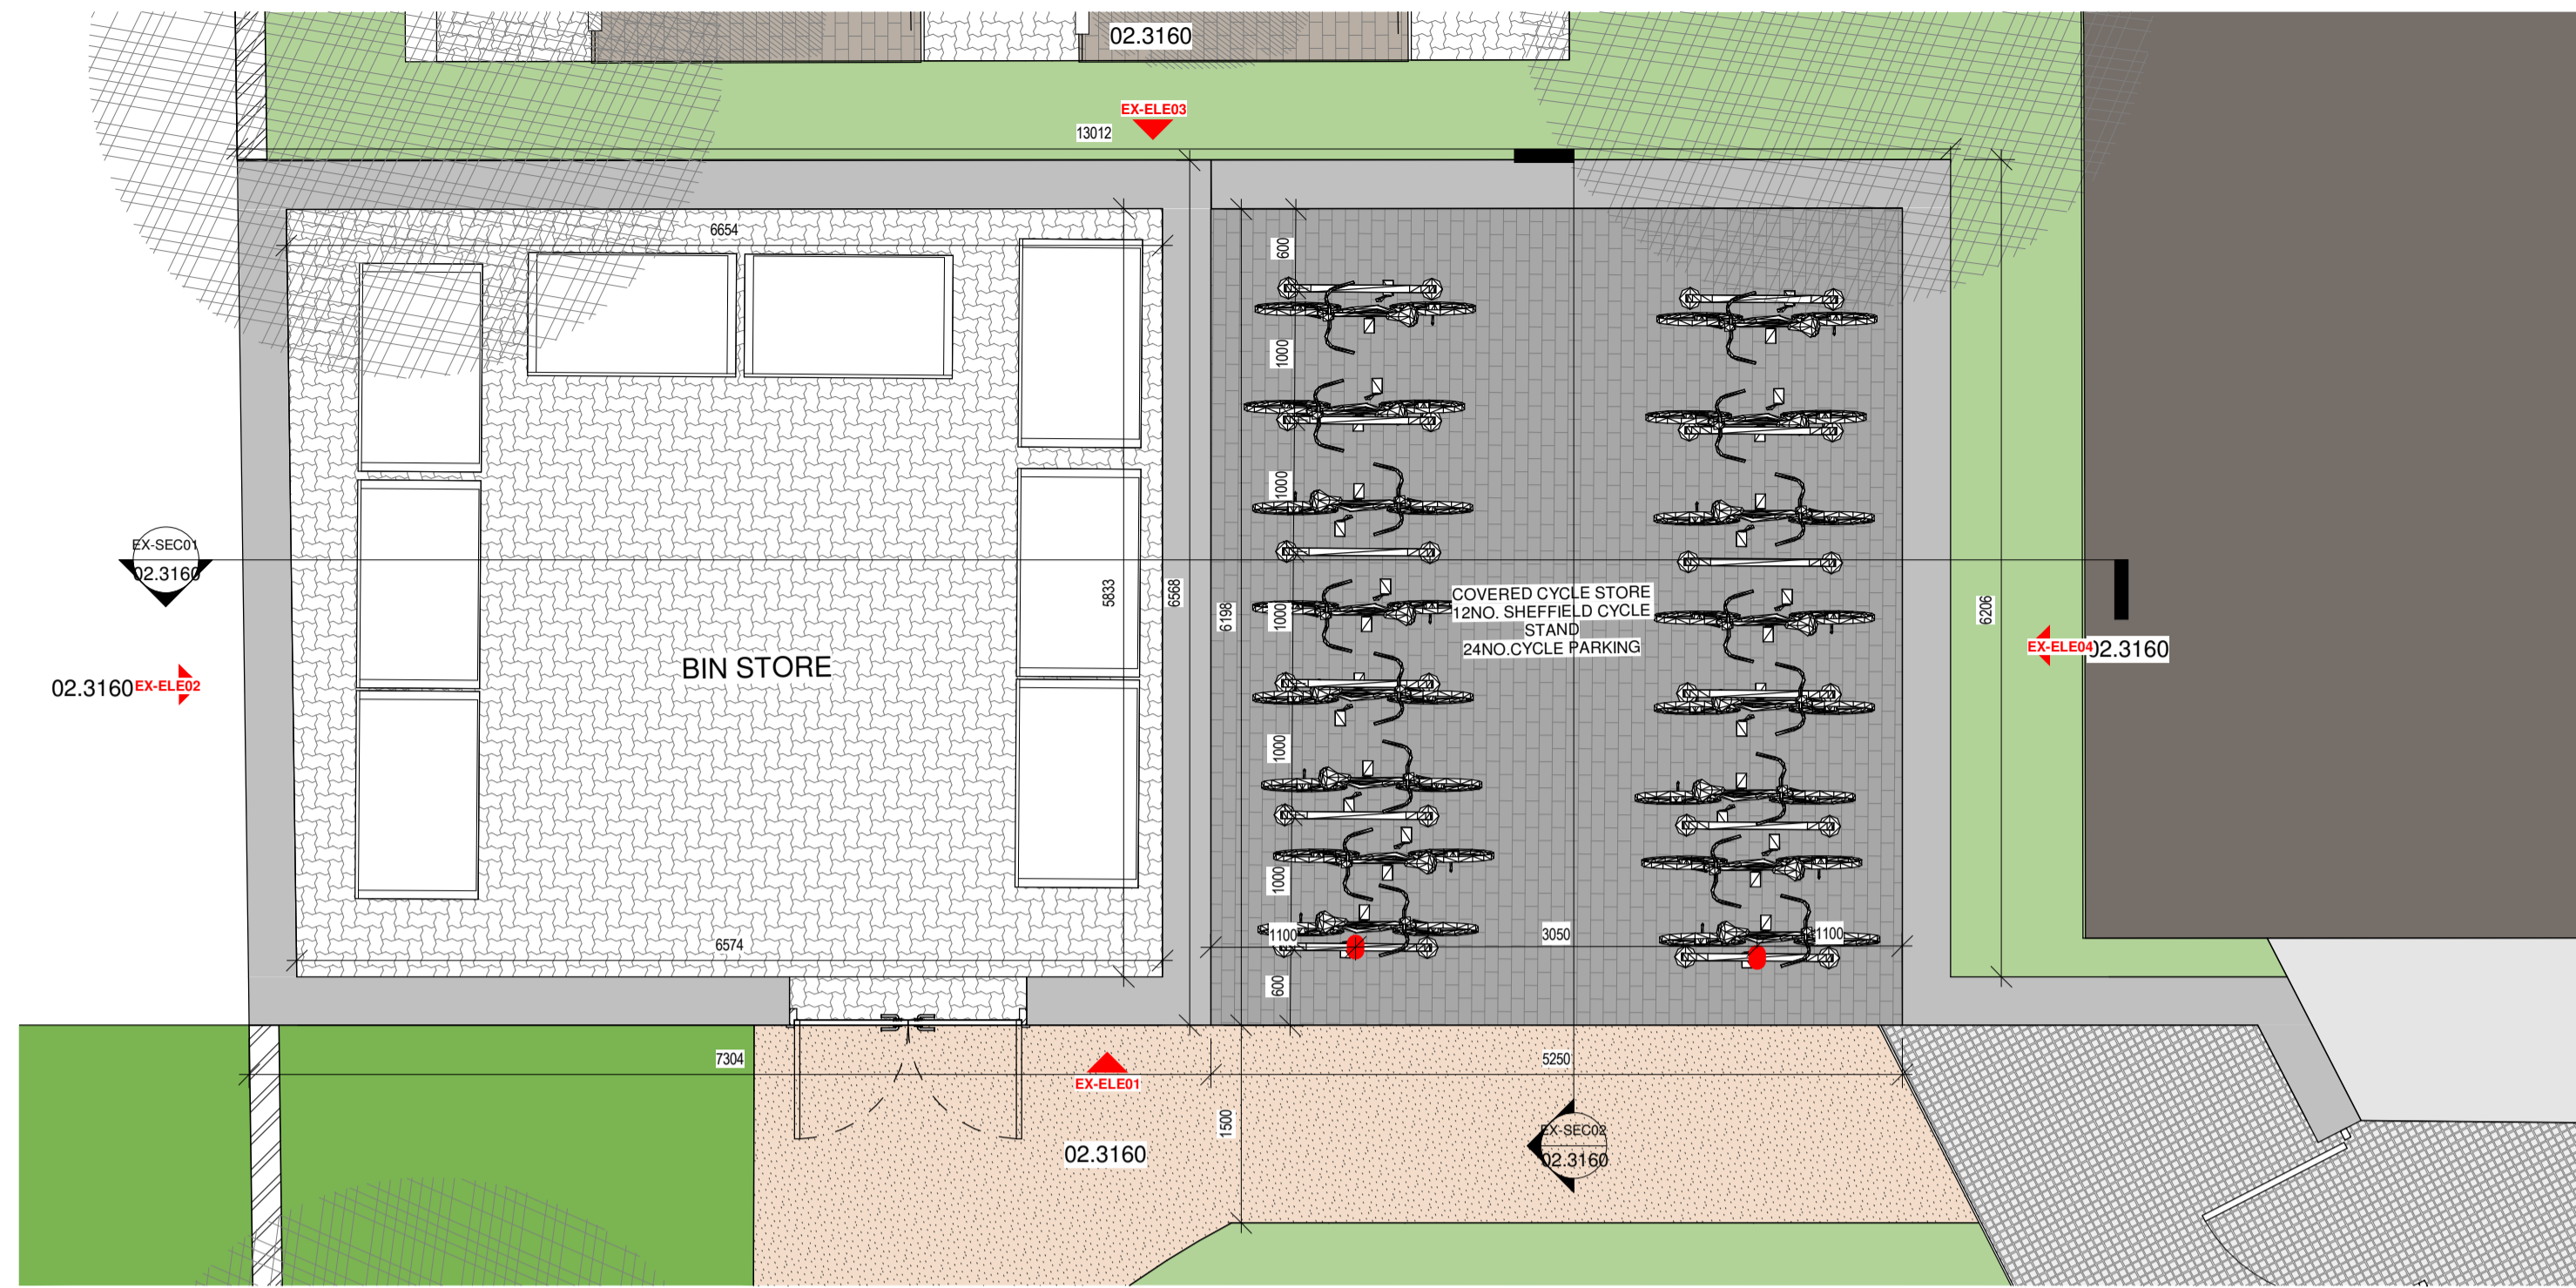 02.3160
EX-ELE03
13012
6654
600
1000
1000
EX-SEC01
02.3160
5833
6568
6198
1000
COVERED CYCLE STORE
12NO. SHEFFIELD CYCLE
STAND
24NO.CYCLE PARKING
6206
EX-ELE04
02.3160
BIN STORE
02.3160
EX-ELE02
1000
1000
6574
1100
3050
1100
600
7304
5250
EX-ELE01
1500
02.3160
EX-SEC02
02.3160